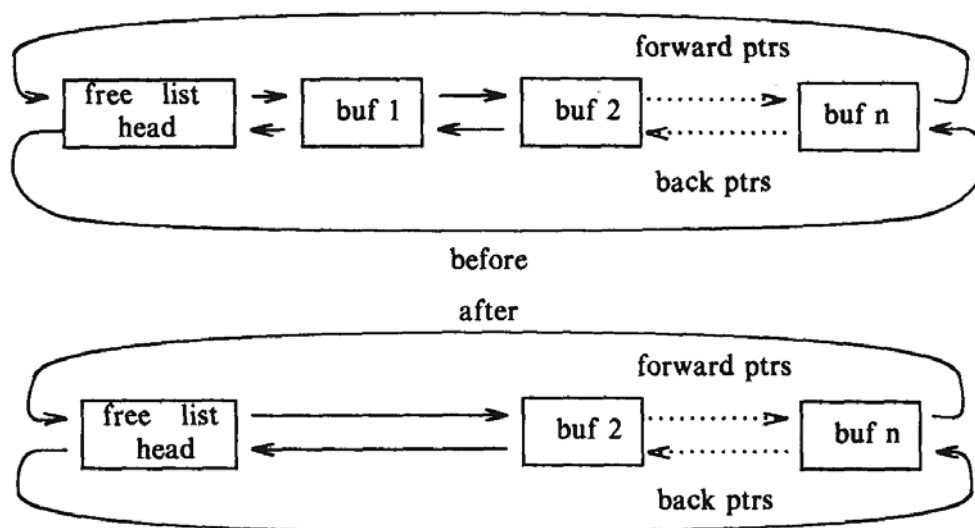 forward ptrs
free list
head
buf 1
buf 2
buf n
back ptrs
before
after
forward ptrs
free list
head
buf 2
buf n
back ptrs